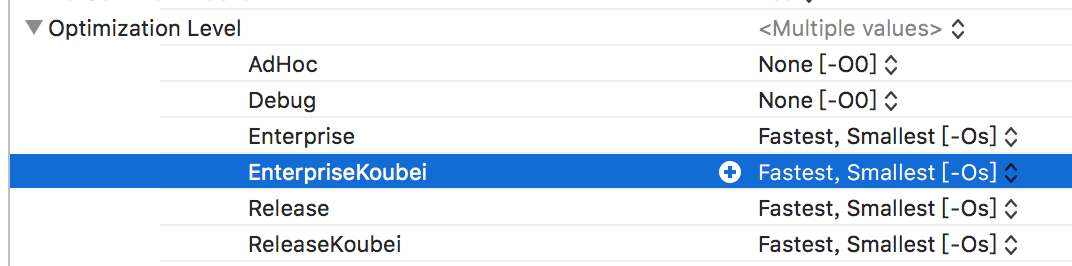 Optimization Level <Multiple values>
AdHoc None [-O0]
Debug None [-O0]
Enterprise Fastest, Smallest [-Os]
EnterpriseKoubei Fastest, Smallest [-Os]
Release Fastest, Smallest [-Os]
ReleaseKoubei Fastest, Smallest [-Os]